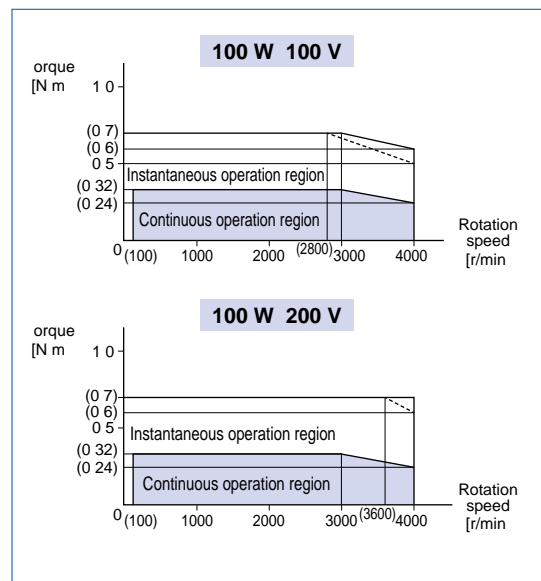 100 W 100 V
orque
[N m
1 0
(0 7)
(0 6)
0 5
Instantaneous operation region
(0 32)
(0 24)
Continuous operation region
Rotation
speed
[r/min
0 (100) 1000 2000 (2800) 3000 4000
100 W 200 V
orque
[N m
1 0
(0 7)
(0 6)
0 5
Instantaneous operation region
(0 32)
(0 24)
Continuous operation region
Rotation
speed
[r/min
0 (100) 1000 2000 3000 (3600) 4000